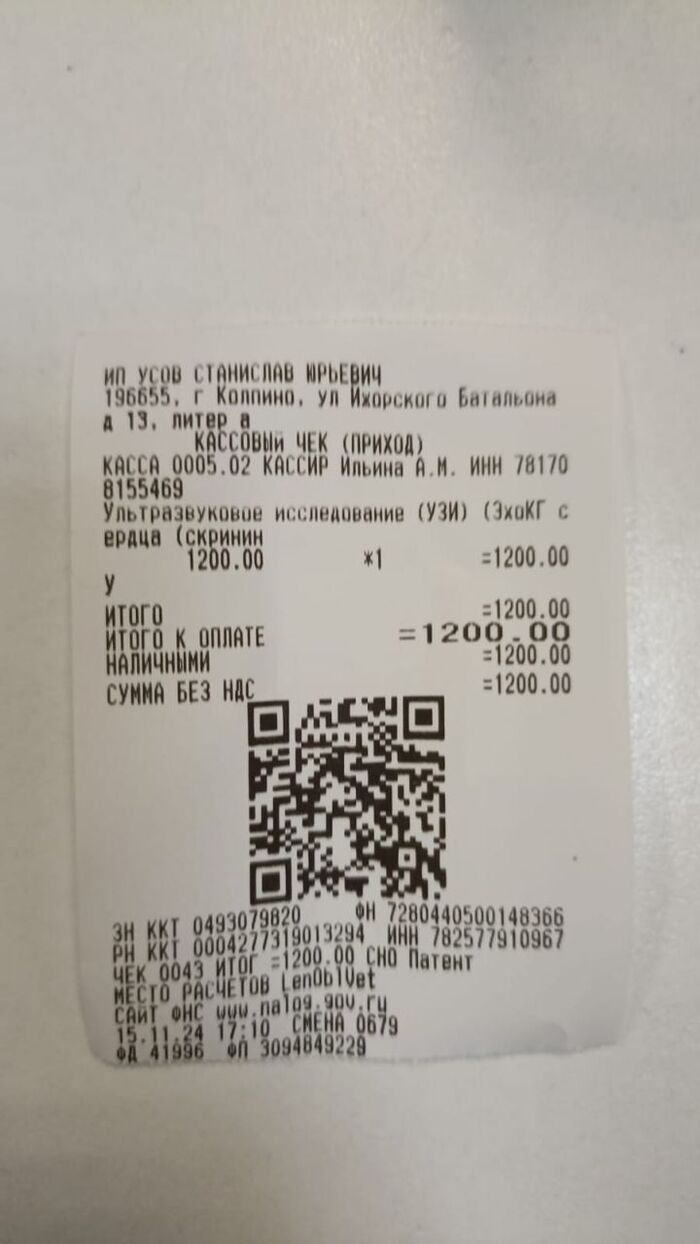 ИП УСОВ СТАНИСЛАВ ЮРЬЕВИЧ
196655, г Колпино, ул Ижорского Батальона
д 13, литер а
КАССОВЫЙ ЧЕК (ПРИХОД)
КАССА 0005.02 КАССИР Ильина А.М. ИНН 78170
8155469
Ультразвуковое исследование (УЗИ) (ЭхоКГ с
ердца (скринин
1200.00 *1 =1200.00
У
ИТОГО =1200.00
ИТОГО К ОПЛАТЕ =1200.00
НАЛИЧНЫМИ =1200.00
СУММА БЕЗ НДС =1200.00
ЗН ККТ 0493079820 ФН 7280440500148366
РН ККТ 0004277319013294 ИНН 782577910967
ЧЕК 0043 ИТОГ =1200.00 СНО Патент
МЕСТО РАСЧЕТОВ LenOblVet
САЙТ ФНС www.nalog.gov.ru
15.11.24 17:10 СМЕНА 0679
ФД 41996 ФП 3094849229